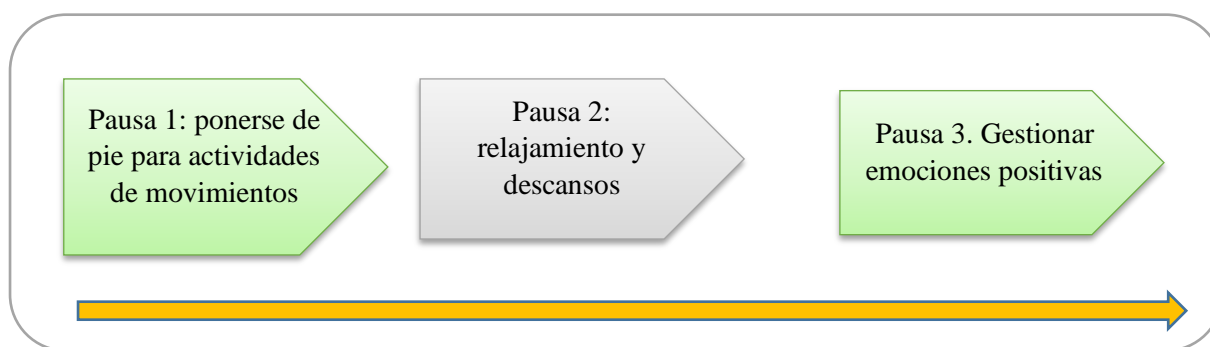 Pausa 1: ponerse de
pie para actividades
de movimientos
Pausa 2:
relajamiento y
descansos
Pausa 3. Gestionar
emociones positivas